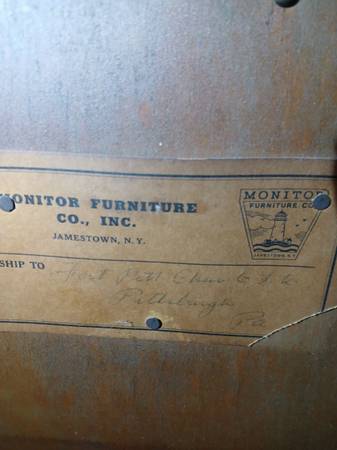 MONITOR FURNITURE
CO., INC.
JAMESTOWN, N.Y.
MONITOR
FURNITURE CO
JAMESTOWN, N.Y.
SHIP TO
Pittsburgh
Pa